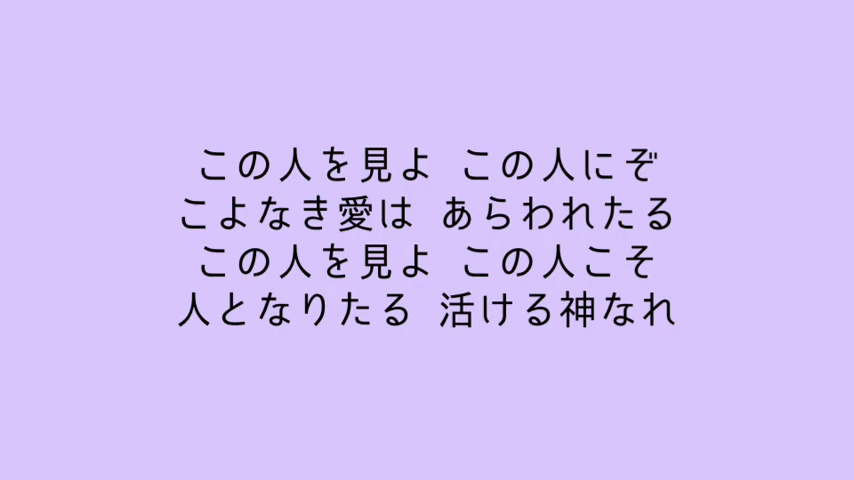 この人を見よ この人にぞ
こよなき愛は あらわれたる
この人を見よ この人こそ
人となりたる 活ける神なれ